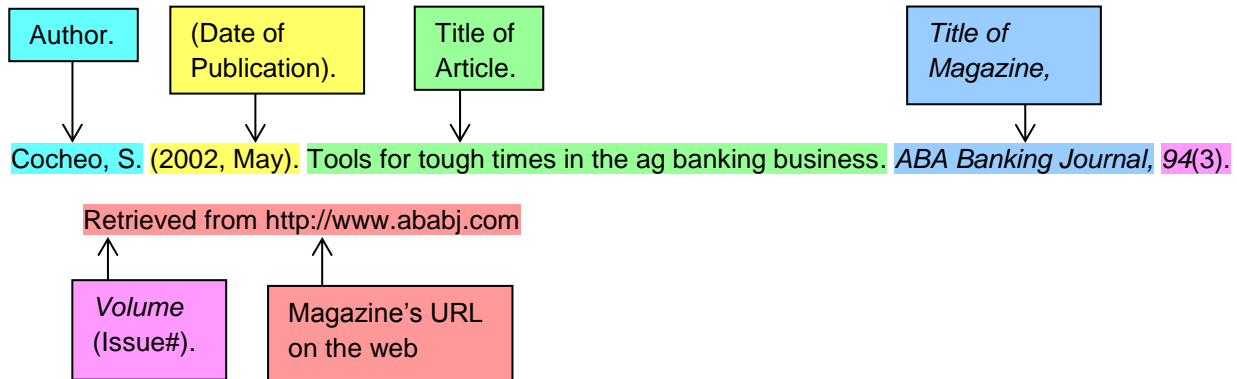 Author.
(Date of
Publication).
Title of
Article.
Title of
Magazine,
Cocheo, S. (2002, May). Tools for tough times in the ag banking business. ABA Banking Journal, 94(3).
Retrieved from http://www.ababj.com
Volume
(Issue#).
Magazine’s URL
on the web